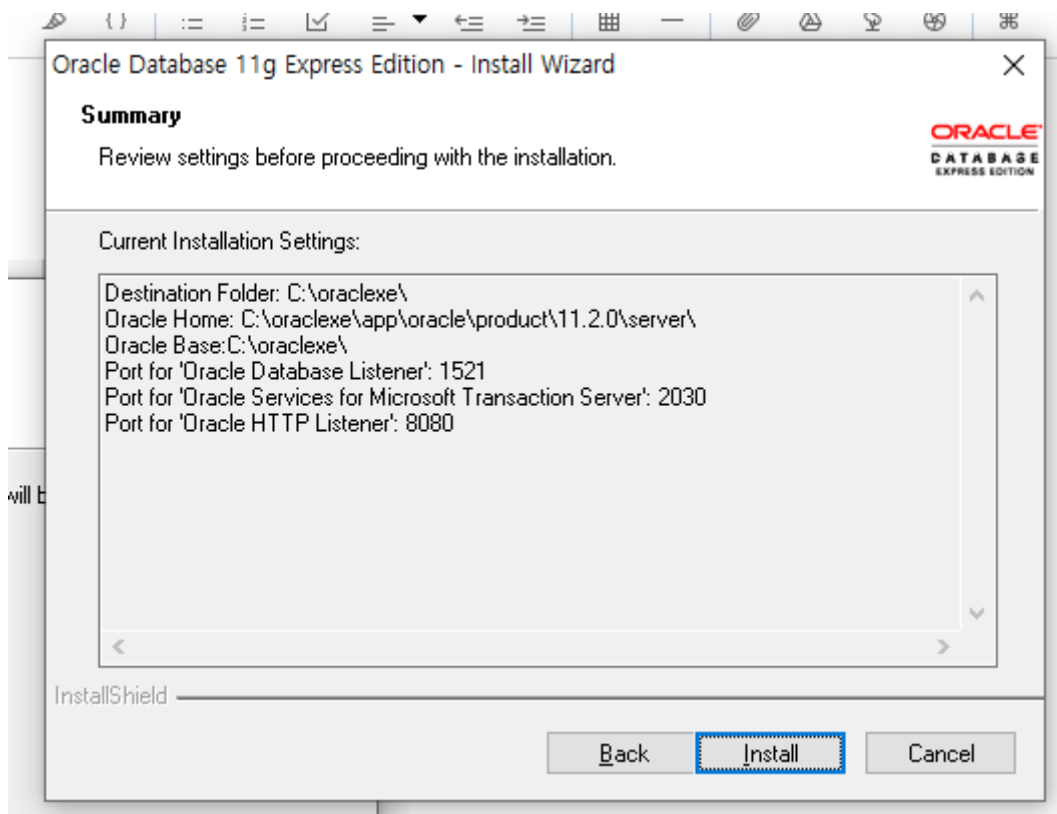 Oracle Database 11g Express Edition - Install Wizard
Summary
Review settings before proceeding with the installation.
ORACLE
DATABASE
EXPRESS EDITION
Current Installation Settings:
Destination Folder: C:\oraclexe\
Oracle Home: C:\oraclexe\app\oracle\product\11.2.0\server\
Oracle Base:C:\oraclexe\
Port for 'Oracle Database Listener': 1521
Port for 'Oracle Services for Microsoft Transaction Server': 2030
Port for 'Oracle HTTP Listener': 8080
will
InstallShield
Back
Install
Cancel